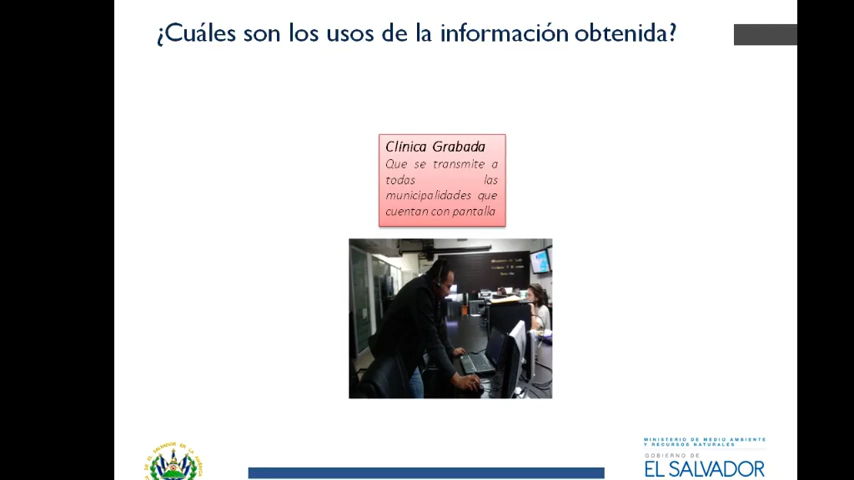 ¿Cuáles son los usos de la información obtenida?
Clínica Grabada
Que se transmite a
todas las
municipalidades que
cuentan con pantalla
MINISTERIO DE MEDIO AMBIENTE
Y RECURSOS NATURALES
GOBIERNO DE
EL SALVADOR